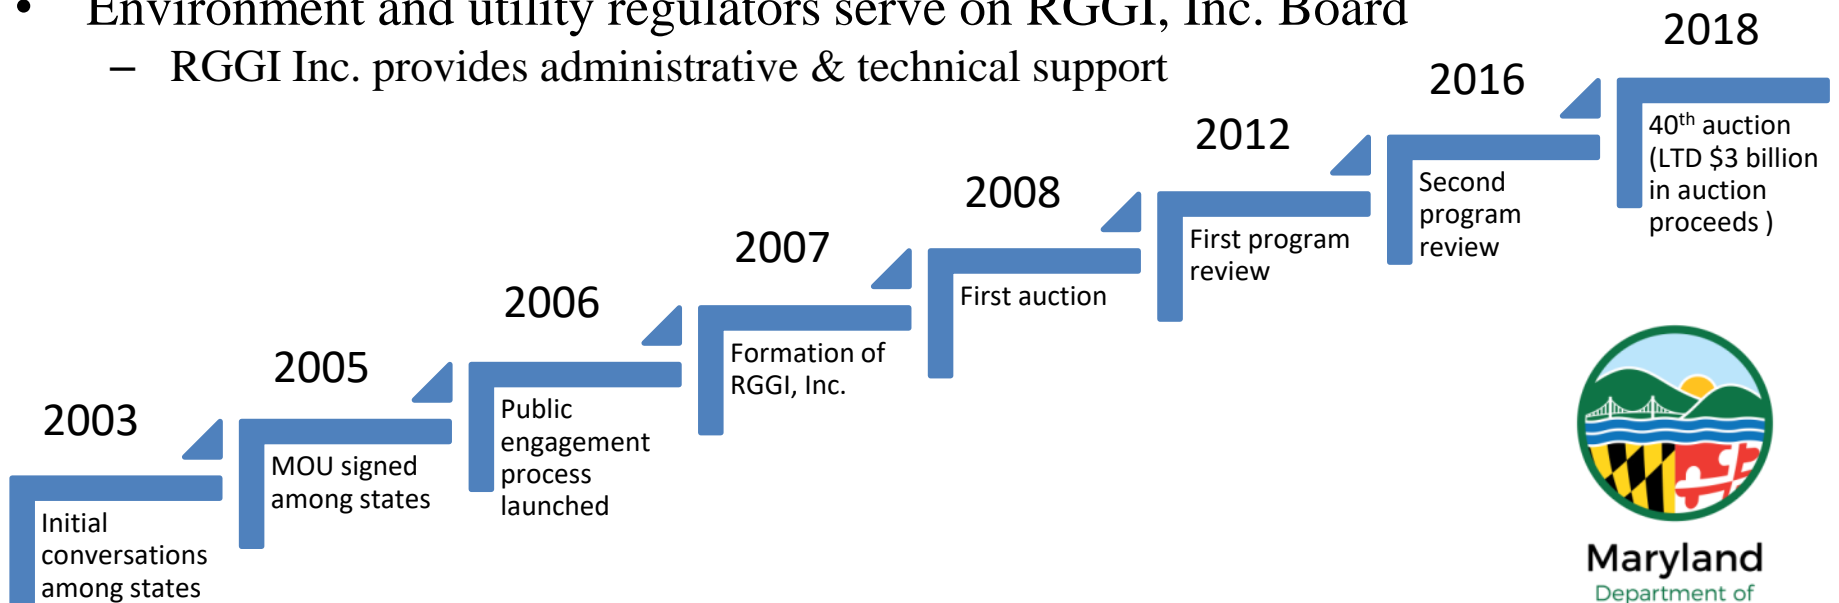 • Environment and utility regulators serve on RGGI, Inc. Board
– RGGI Inc. provides administrative & technical support
2003
Initial
conversations
among states
2005
MOU signed
among states
2006
Public
engagement
process
launched
2007
Formation of
RGGI, Inc.
2008
First auction
2012
First program
review
2016
Second
program
review
2018
40th auction
(LTD $3 billion
in auction
proceeds )
Maryland
Department of